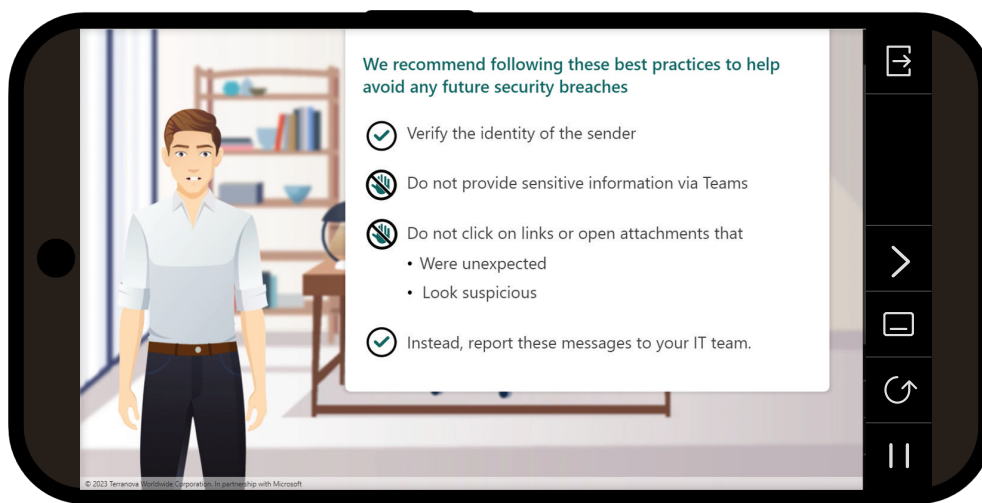 We recommend following these best practices to help
avoid any future security breaches
Verify the identity of the sender
Do not provide sensitive information via Teams
Do not click on links or open attachments that
• Were unexpected
• Look suspicious
Instead, report these messages to your IT team.
© 2023 Terranova Worldwide Corporation. In partnership with Microsoft